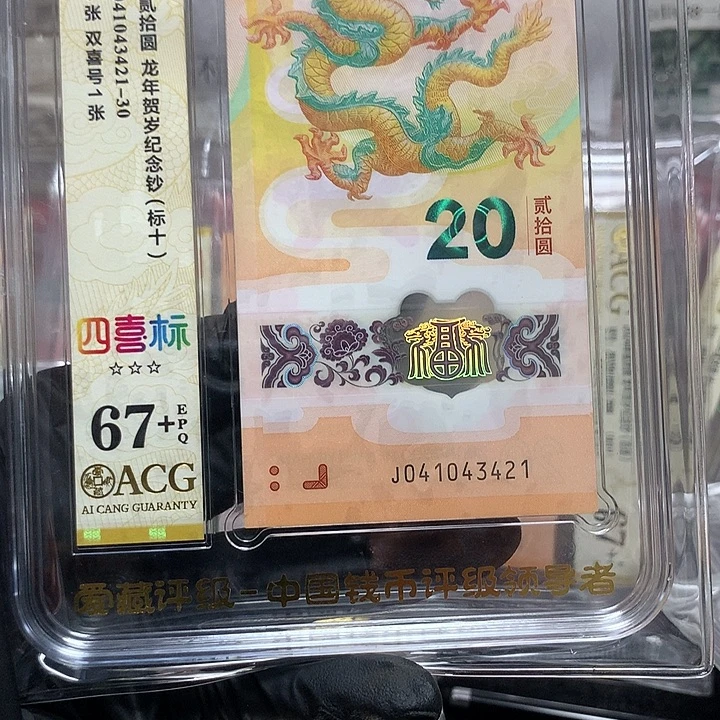 贰拾圆 龙年贺岁纪念钞(标十)
41043421-30
张 双喜号1张
四喜标
☆☆☆
67+EPQ
ACG
AI CANG GUARANTY
20
贰拾圆
J041043421
爱藏评级-中国钱币评级领导者
ACG